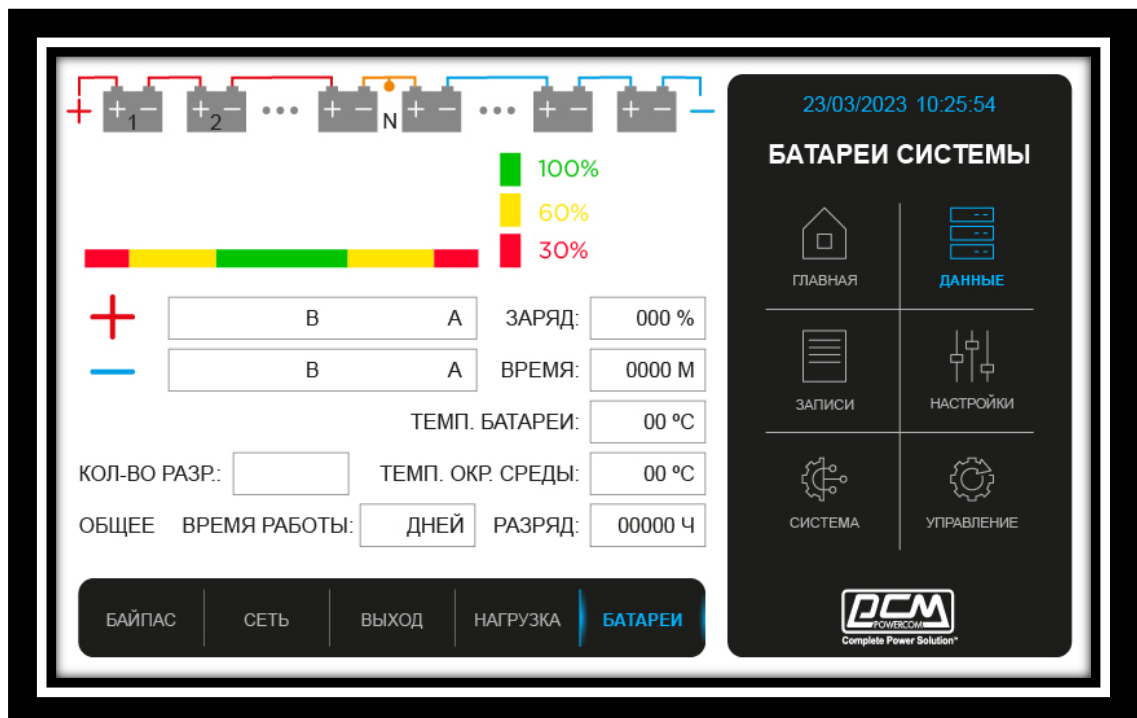 + + − 1 + − 2 + − N + − + − + − −
100%
60%
30%
+ В А ЗАРЯД: 000 %
− В А ВРЕМЯ: 0000 М
ТЕМП. БАТАРЕИ: 00 ºC
КОЛ-ВО РАЗР.: ТЕМП. ОКР. СРЕДЫ: 00 ºC
ОБЩЕЕ ВРЕМЯ РАБОТЫ: ДНЕЙ РАЗРЯД: 00000 Ч
БАЙПАС СЕТЬ ВЫХОД НАГРУЗКА БАТАРЕИ
23/03/2023 10:25:54
БАТАРЕИ СИСТЕМЫ
ГЛАВНАЯ ДАННЫЕ
ЗАПИСИ НАСТРОЙКИ
СИСТЕМА УПРАВЛЕНИЕ
PCM
POWERCOM
Complete Power Solution™